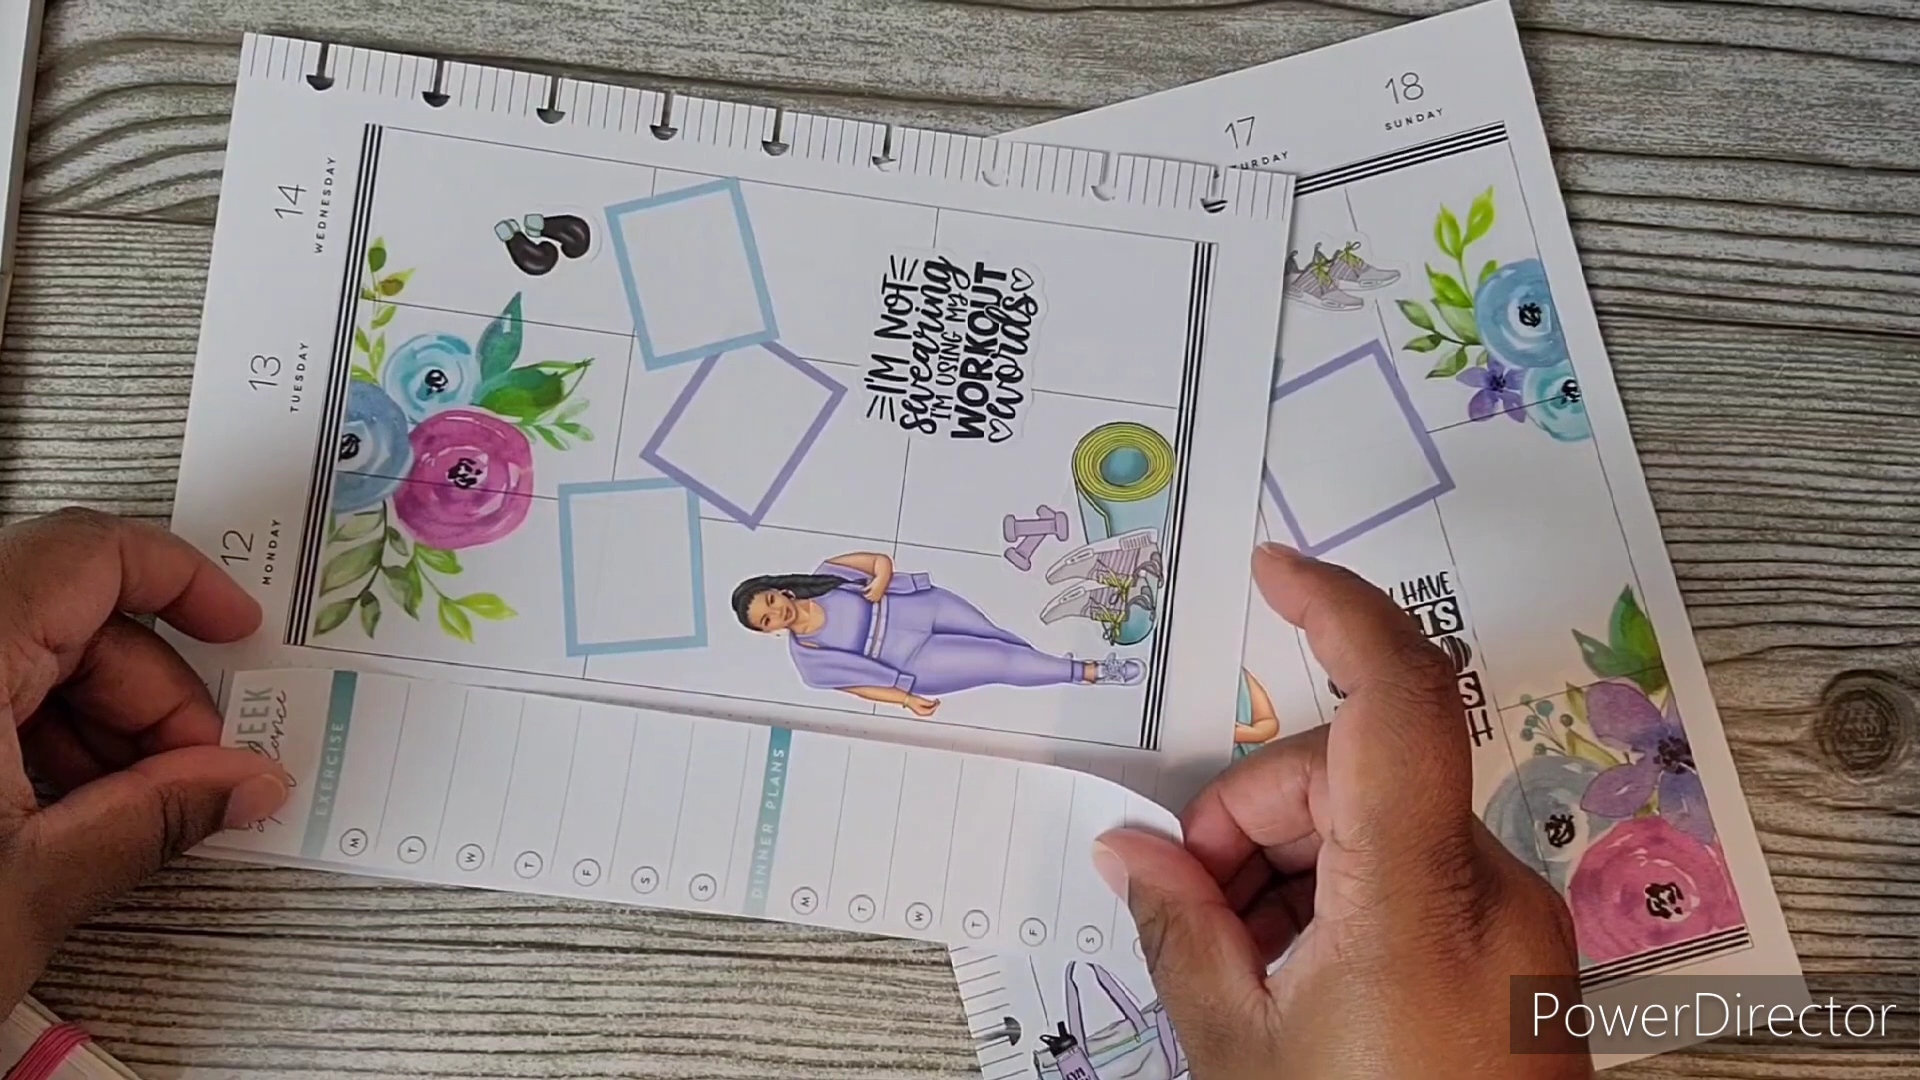 12
MONDAY
13
TUESDAY
14
WEDNESDAY
I'M NOT
swearing
I'M USING MY
WORKOUT
words
17
18
SUNDAY
HAVE
EXERCISE
M
T
W
T
F
S
S
DINNER PLANS
M
T
W
T
F
S
PowerDirector